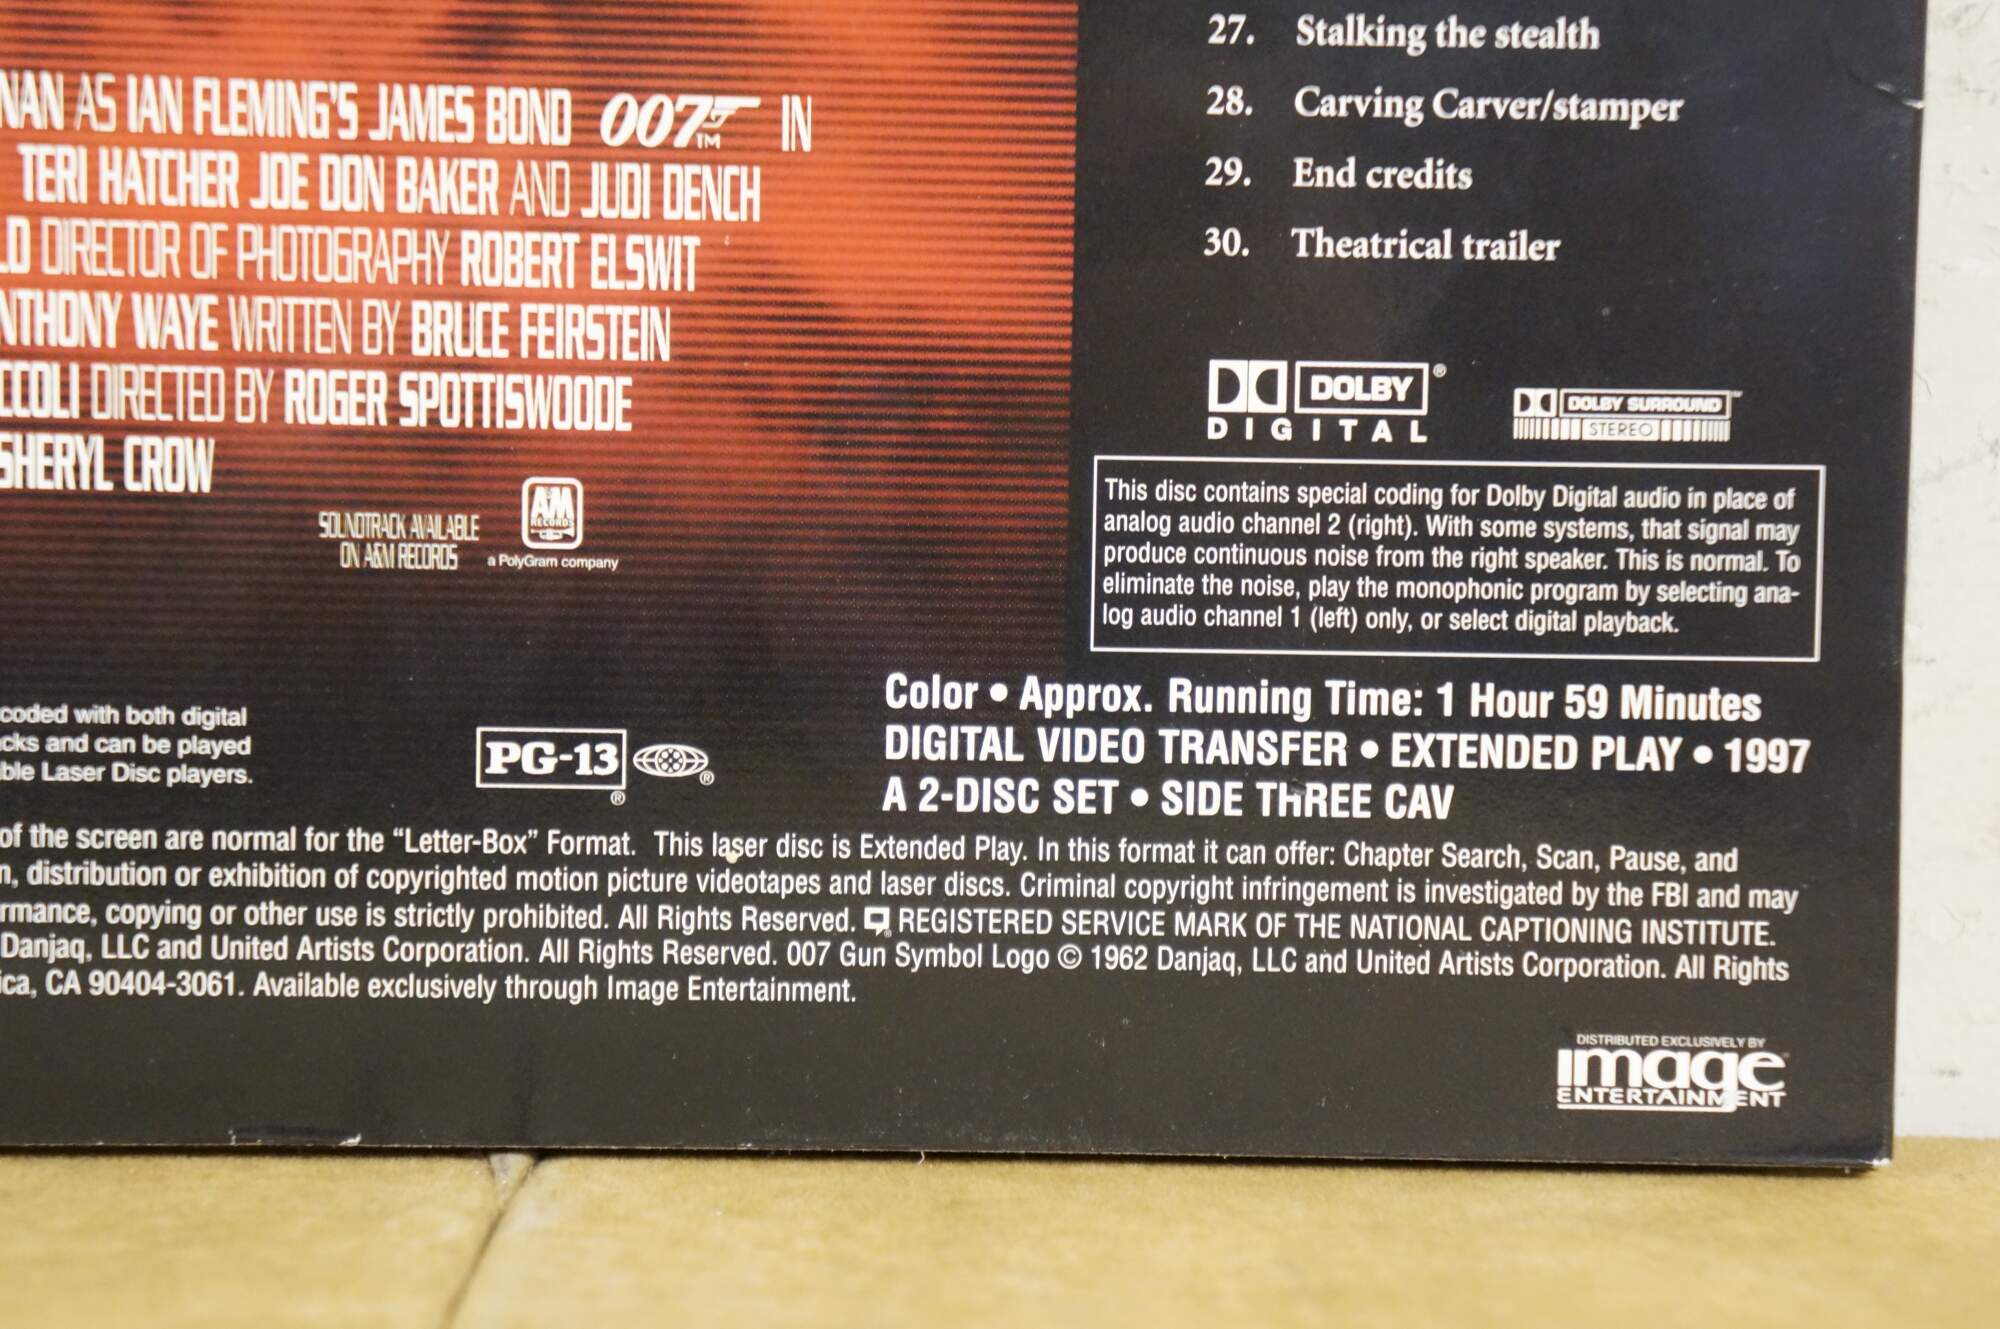 27. Stalking the stealth
28. Carving Carver/stamper
29. End credits
30. Theatrical trailer
NAN AS IAN FLEMING'S JAMES BOND 007 TM IN
TERI HATCHER JOE DON BAKER AND JUDI DENCH
LD DIRECTOR OF PHOTOGRAPHY ROBERT ELSWIT
NTHONY WAYE WRITTEN BY BRUCE FEIRSTEIN
CCOLI DIRECTED BY ROGER SPOTTISWOODE
SHERYL CROW
SOUNDTRACK AVAILABLE
ON A&M RECORDS
A&M
RECORDS
a PolyGram company
DOLBY ®
DIGITAL
DOLBY SURROUND
STEREO
This disc contains special coding for Dolby Digital audio in place of
analog audio channel 2 (right). With some systems, that signal may
produce continuous noise from the right speaker. This is normal. To
eliminate the noise, play the monophonic program by selecting ana-
log audio channel 1 (left) only, or select digital playback.
coded with both digital
cks and can be played
ble Laser Disc players.
PG-13 ®
®
Color • Approx. Running Time: 1 Hour 59 Minutes
DIGITAL VIDEO TRANSFER • EXTENDED PLAY • 1997
A 2-DISC SET • SIDE THREE CAV
of the screen are normal for the “Letter-Box” Format. This laser disc is Extended Play. In this format it can offer: Chapter Search, Scan, Pause, and
n, distribution or exhibition of copyrighted motion picture videotapes and laser discs. Criminal copyright infringement is investigated by the FBI and may
rmance, copying or other use is strictly prohibited. All Rights Reserved. REGISTERED SERVICE MARK OF THE NATIONAL CAPTIONING INSTITUTE.
Danjaq, LLC and United Artists Corporation. All Rights Reserved. 007 Gun Symbol Logo © 1962 Danjaq, LLC and United Artists Corporation. All Rights
ica, CA 90404-3061. Available exclusively through Image Entertainment.
DISTRIBUTED EXCLUSIVELY BY
image
ENTERTAINMENT